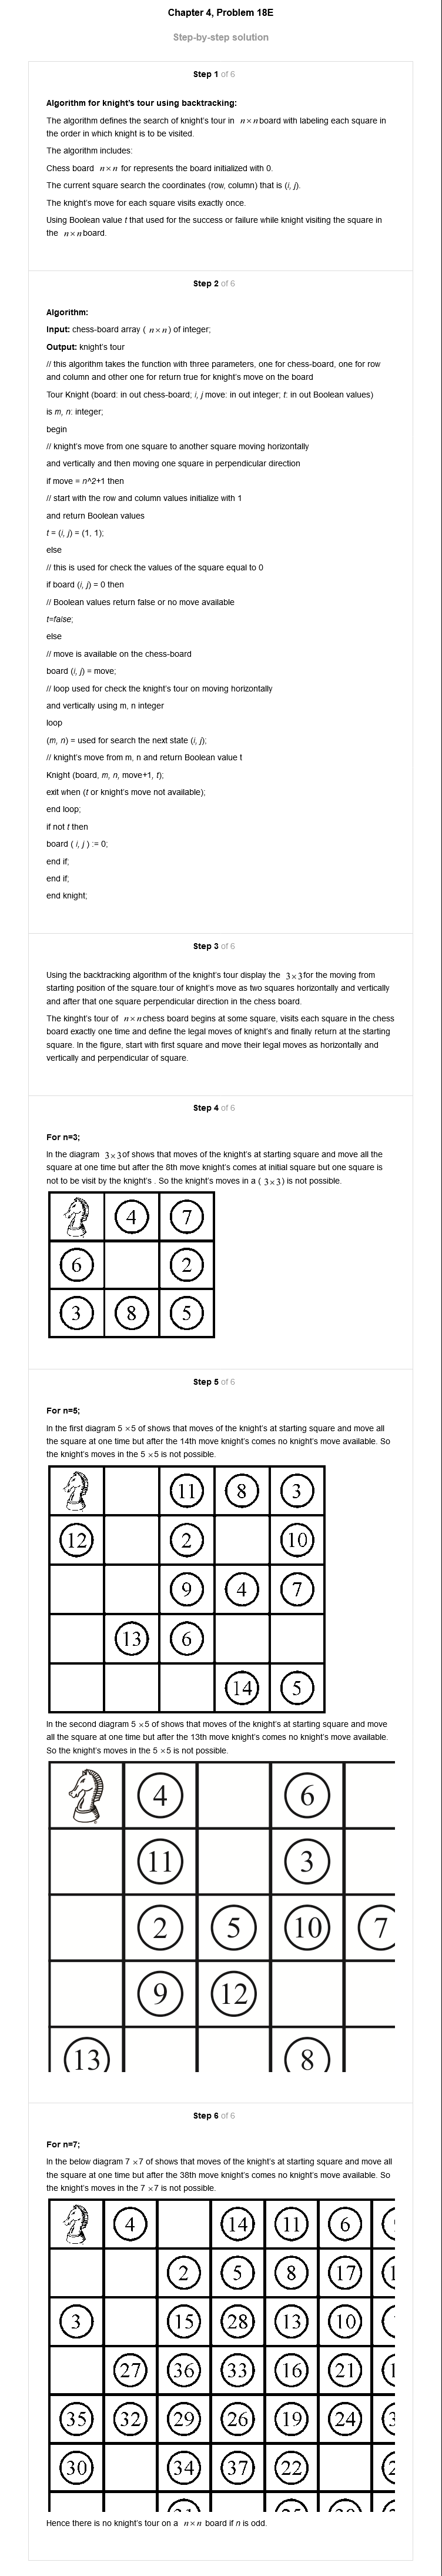 Chapter 4, Problem 18E
Step-by-step solution
Step 1 of 6
Algorithm for knight's tour using backtracking:
The algorithm defines the search of knight's tour in n×n board with labeling each square in
the order in which knight is to be visited.
The algorithm includes:
Chess board n×n for represents the board initialized with 0.
The current square search the coordinates (row, column) that is (i, j).
The knight's move for each square visits exactly once.
Using Boolean value t that used for the success or failure while knight visiting the square in
the n×n board.
Step 2 of 6
Algorithm:
Input: chess-board array ( n×n ) of integer;
Output: knight's tour
// this algorithm takes the function with three parameters, one for chess-board, one for row
and column and other one for return true for knight's move on the board
Tour Knight (board: in out chess-board; i, j move: in out integer; t: in out Boolean values)
is m, n: integer;
begin
// knight's move from one square to another square moving horizontally
and vertically and then moving one square in perpendicular direction
if move = n^2+1 then
// start with the row and column values initialize with 1
and return Boolean values
t = (i, j) = (1, 1);
else
// this is used for check the values of the square equal to 0
if board (i, j) = 0 then
// Boolean values return false or no move available
t=false;
else
// move is available on the chess-board
board (i, j) = move;
// loop used for check the knight's tour on moving horizontally
and vertically using m, n integer
loop
(m, n) = used for search the next state (i, j);
// knight's move from m, n and return Boolean value t
Knight (board, m, n, move+1, t);
exit when (t or knight's move not available);
end loop;
if not t then
board ( i, j ) := 0;
end if;
end if;
end knight;
Step 3 of 6
Using the backtracking algorithm of the knight's tour display the 3×3 for the moving from
starting position of the square.tour of knight's move as two squares horizontally and vertically
and after that one square perpendicular direction in the chess board.
The kinght's tour of n×n chess board begins at some square, visits each square in the chess
board exactly one time and define the legal moves of knight's and finally return at the starting
square. In the figure, start with first square and move their legal moves as horizontally and
vertically and perpendicular of square.
Step 4 of 6
For n=3;
In the diagram 3×3 of shows that moves of the knight's at starting square and move all the
square at one time but after the 8th move knight's comes at initial square but one square is
not to be visit by the knight's . So the knight's moves in a ( 3×3 ) is not possible.
4 7
6 2
3 8 5
Step 5 of 6
For n=5;
In the first diagram 5 ×5 of shows that moves of the knight's at starting square and move all
the square at one time but after the 14th move knight's comes no knight's move available. So
the knight's moves in the 5 ×5 is not possible.
11 8 3
12 2 10
9 4 7
13 6
14 5
In the second diagram 5 ×5 of shows that moves of the knight's at starting square and move
all the square at one time but after the 13th move knight's comes no knight's move available.
So the knight's moves in the 5 ×5 is not possible.
4 6
11 3
2 5 10 7
9 12
13 8
Step 6 of 6
For n=7;
In the below diagram 7 ×7 of shows that moves of the knight's at starting square and move all
the square at one time but after the 38th move knight's comes no knight's move available. So
the knight's moves in the 7 ×7 is not possible.
4 14 11 6
2 5 8 17
3 15 28 13 10
27 36 33 16 21
35 32 29 26 19 24
30 34 37 22
Hence there is no knight's tour on a n×n board if n is odd.